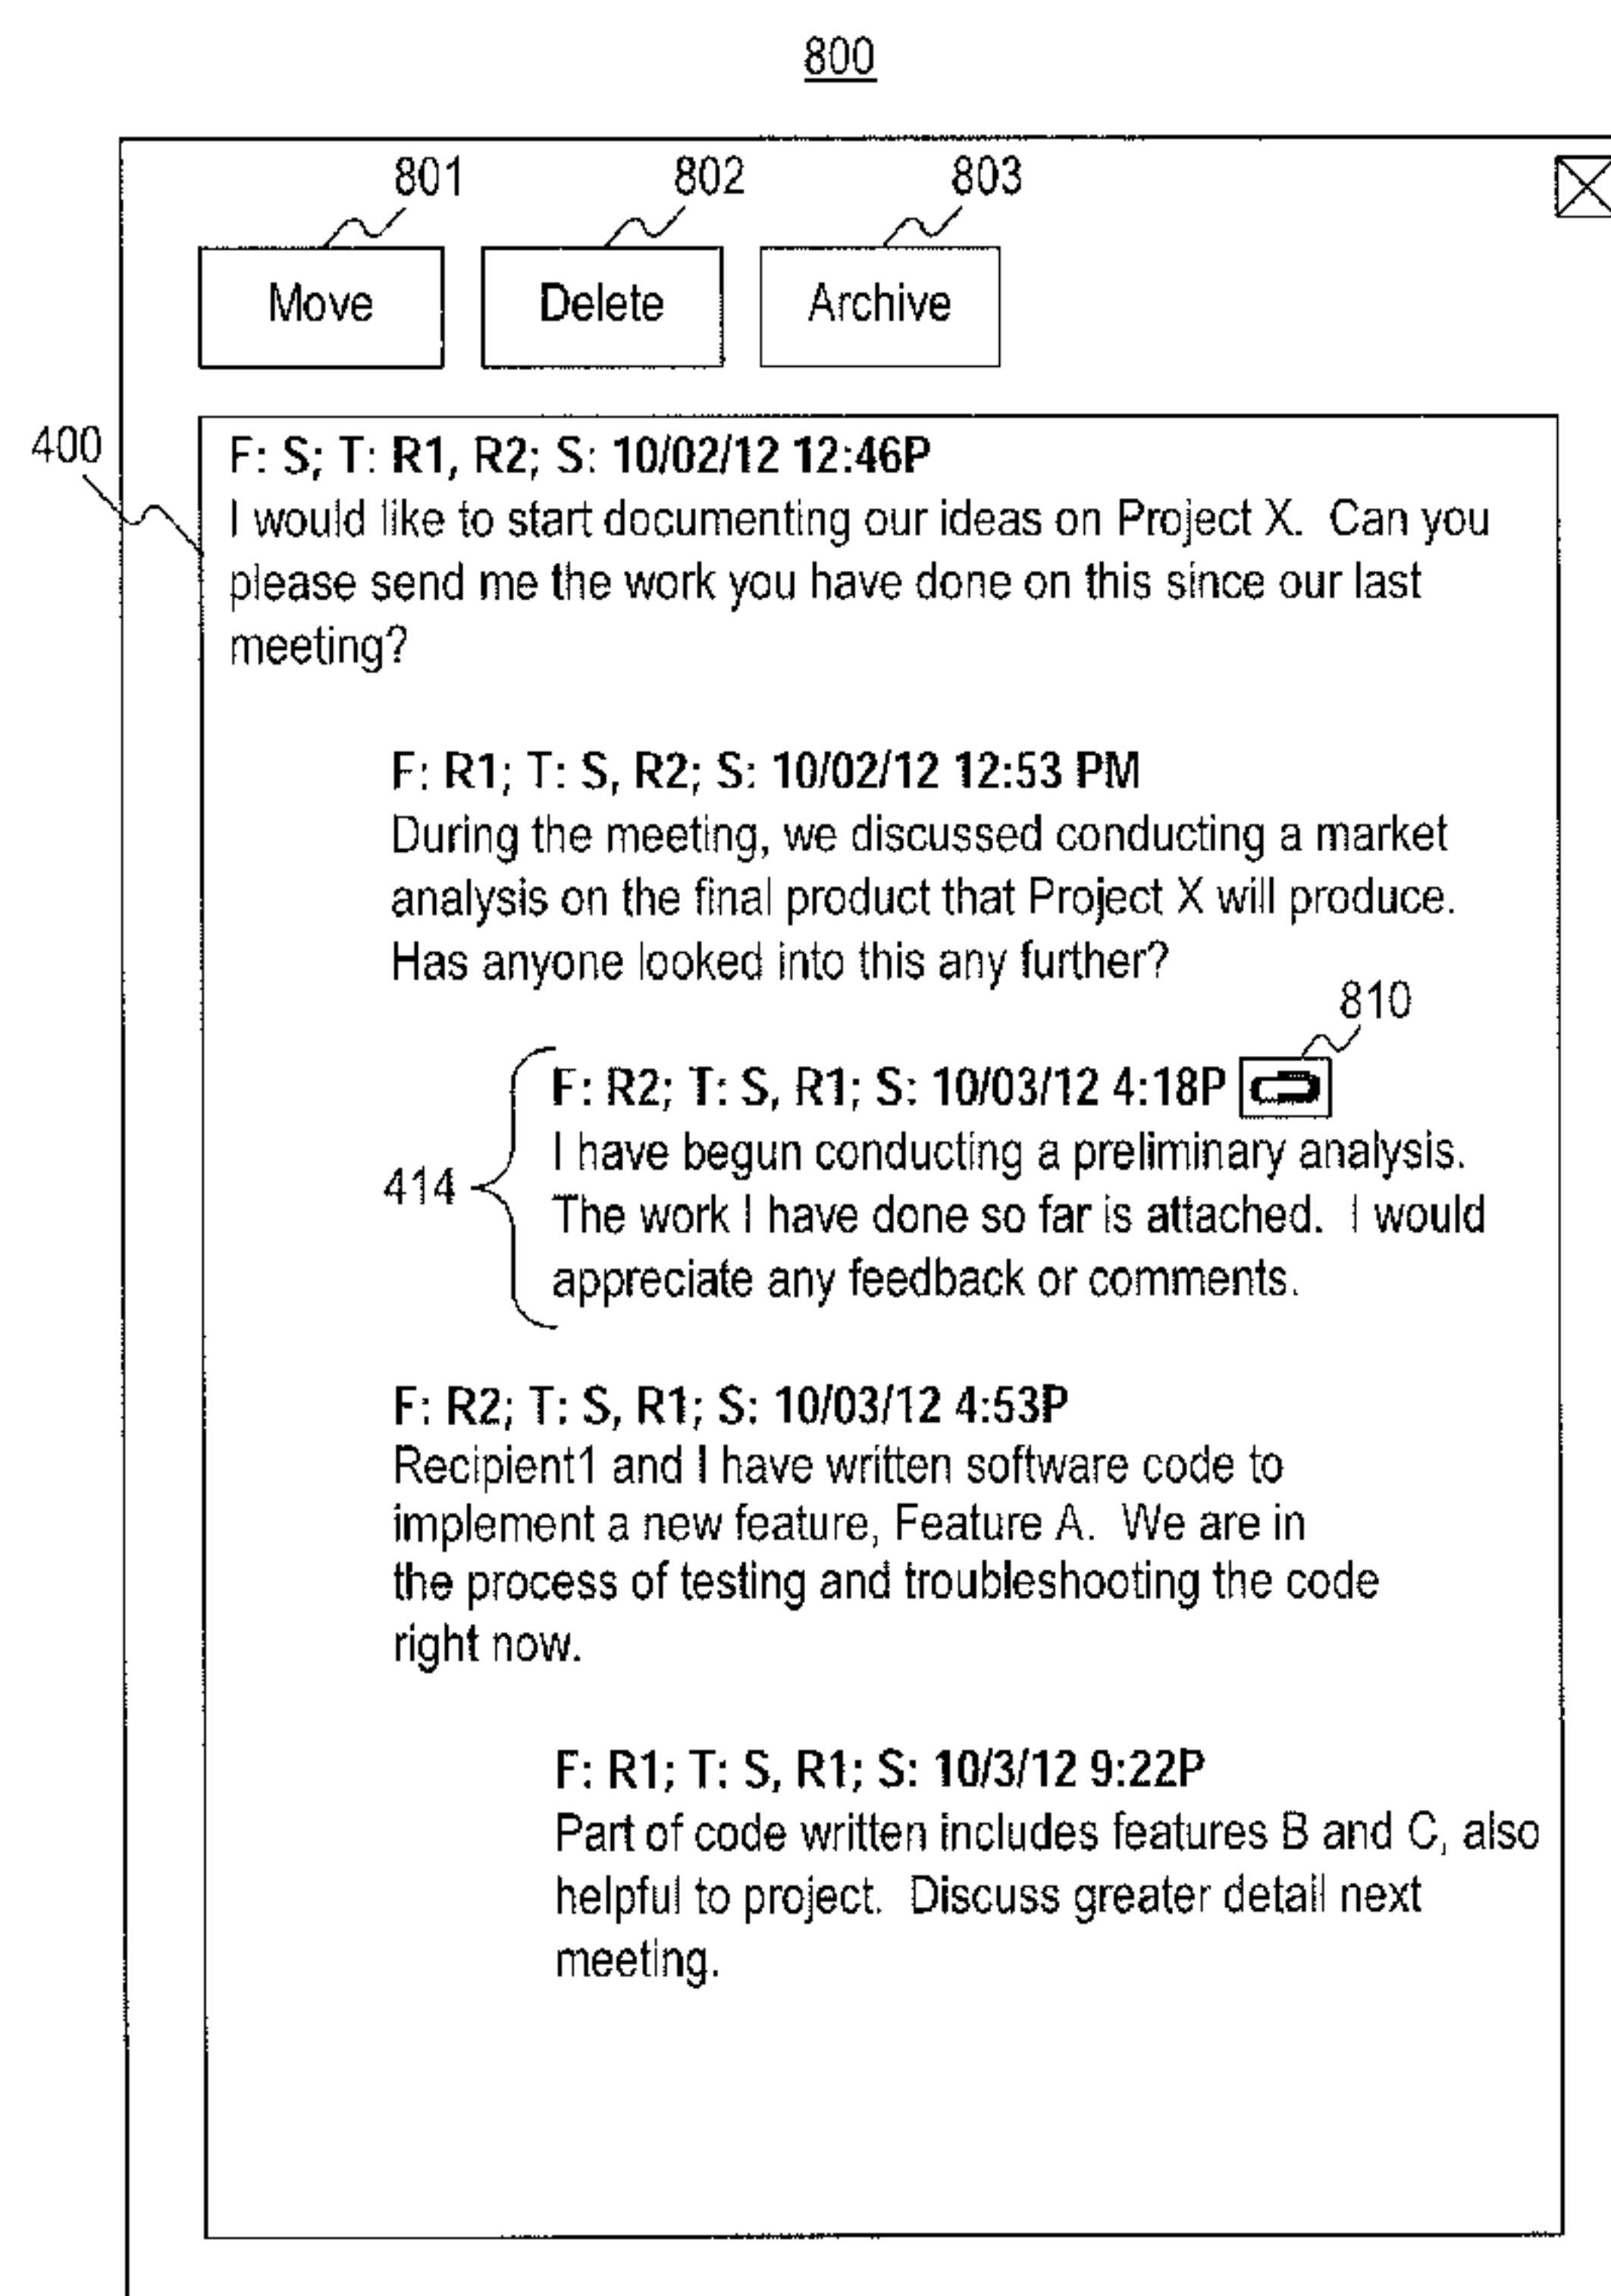 800
801 802 803
Move Delete Archive
400
F: S; T: R1, R2; S: 10/02/12 12:46P
I would like to start documenting our ideas on Project X. Can you
please send me the work you have done on this since our last
meeting?
F: R1; T: S, R2; S: 10/02/12 12:53 PM
During the meeting, we discussed conducting a market
analysis on the final product that Project X will produce.
Has anyone looked into this any further?
810
F: R2; T: S, R1; S: 10/03/12 4:18P
I have begun conducting a preliminary analysis.
414
The work I have done so far is attached. I would
appreciate any feedback or comments.
F: R2; T: S, R1; S: 10/03/12 4:53P
Recipient1 and I have written software code to
implement a new feature, Feature A. We are in
the process of testing and troubleshooting the code
right now.
F: R1; T: S, R1; S: 10/3/12 9:22P
Part of code written includes features B and C, also
helpful to project. Discuss greater detail next
meeting.